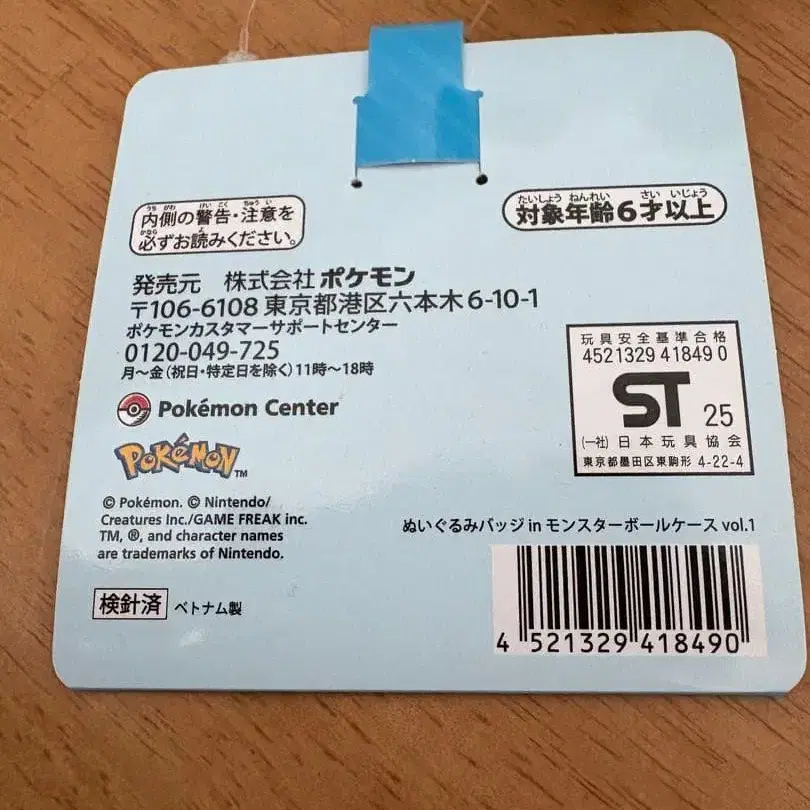 内側の警告・注意を
必ずお読みください。
対象年齢6才以上
発売元 株式会社ポケモン
〒106-6108 東京都港区六本木6-10-1
ポケモンカスタマーサポートセンター
0120-049-725
月～金(祝日・特定日を除く)11時～18時
Pokémon Center
POKéMON TM
© Pokémon. © Nintendo/
Creatures Inc./GAME FREAK inc.
TM, ®, and character names
are trademarks of Nintendo.
検針済 ベトナム製
玩具安全基準合格
4521329 41849 0
ST 25
(一社)日本玩具協会
東京都墨田区東駒形 4-22-4
ぬいぐるみバッジ in モンスターボールケース vol.1
4 521329 418490